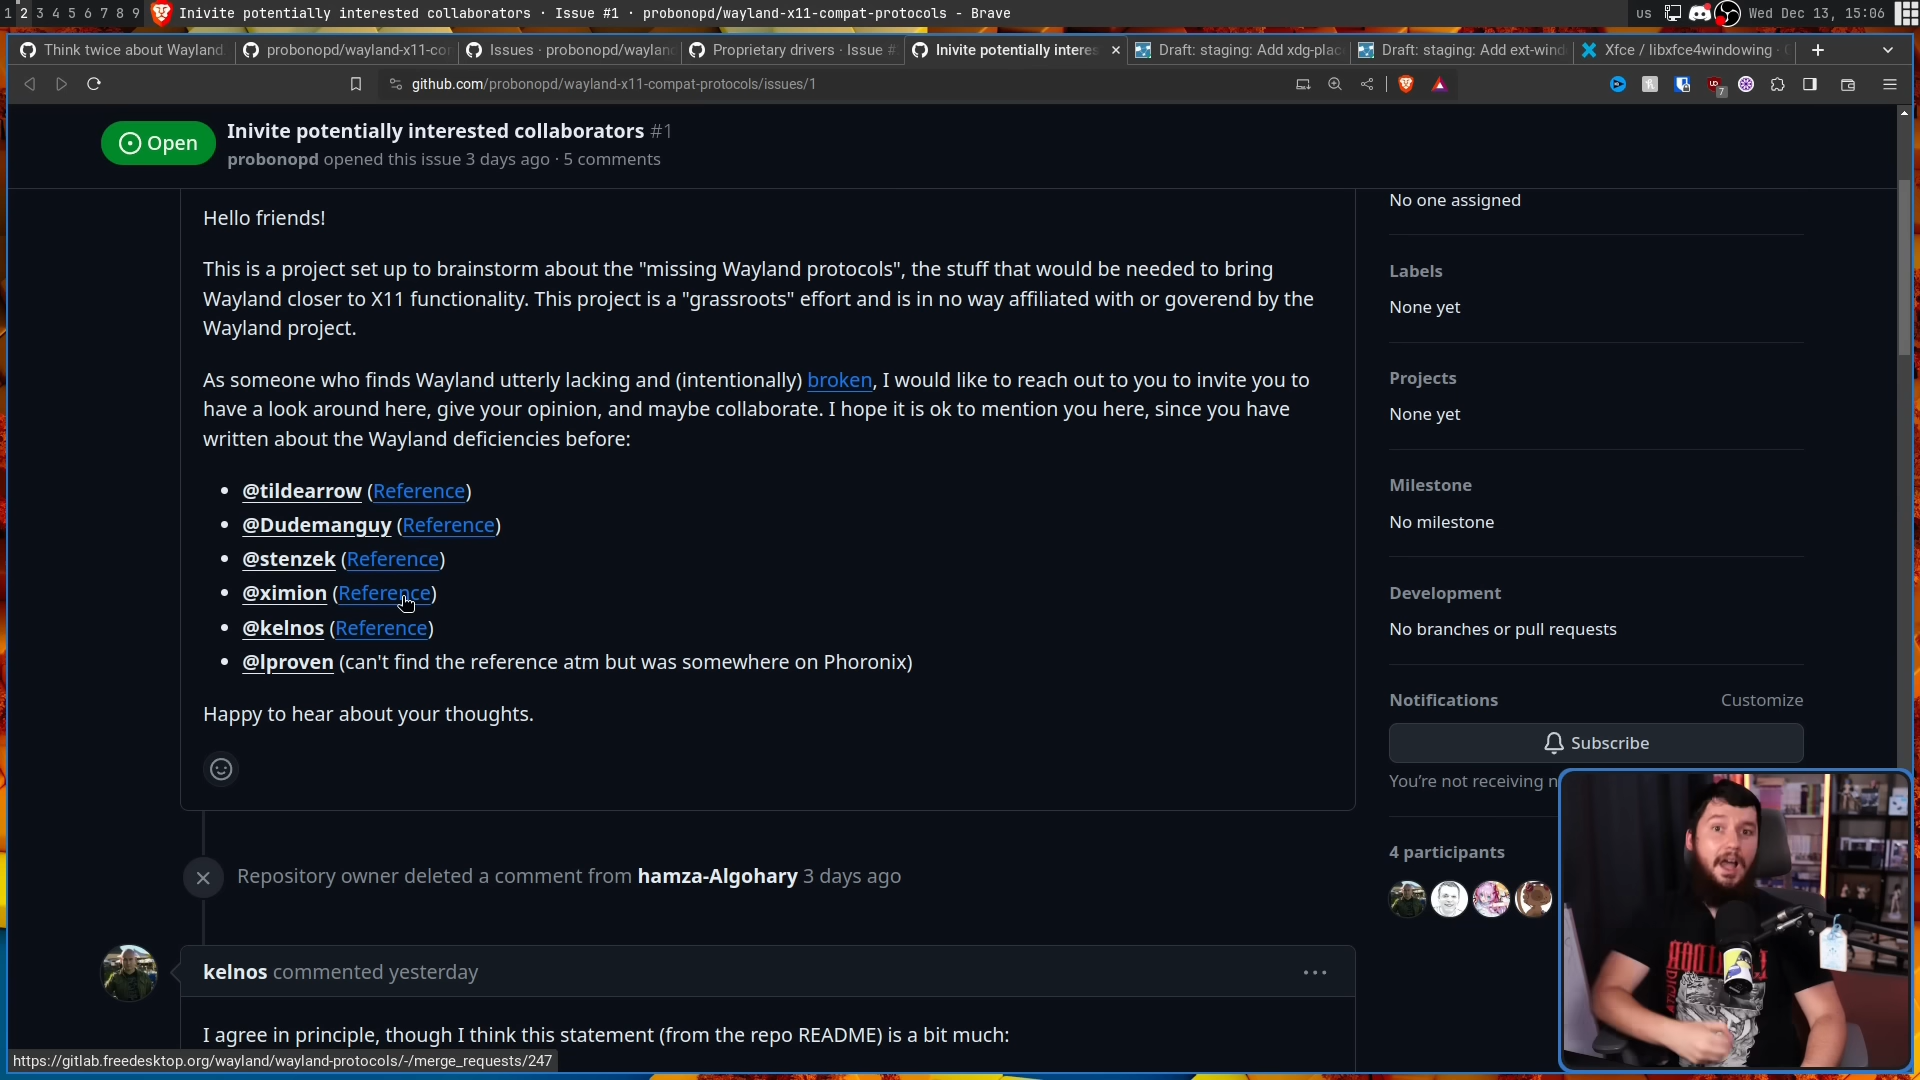 1 2 3 4 5 6 7 8 9 Inivite potentially interested collaborators · Issue #1 · probonopd/wayland-x11-compat-protocols - Brave us Wed Dec 13, 15:06
Think twice about Wayland probonopd/wayland-x11-co Issues · probonopd/wayland Proprietary drivers · Issue # Inivite potentially interes Draft: staging: Add xdg-plac Draft: staging: Add ext-wind Xfce / libxfce4windowing ·
github.com/probonopd/wayland-x11-compat-protocols/issues/1
7
Open
Inivite potentially interested collaborators #1
probonopd opened this issue 3 days ago · 5 comments
Hello friends!
This is a project set up to brainstorm about the "missing Wayland protocols", the stuff that would be needed to bring
Wayland closer to X11 functionality. This project is a "grassroots" effort and is in no way affiliated with or goverend by the
Wayland project.
As someone who finds Wayland utterly lacking and (intentionally) broken, I would like to reach out to you to invite you to
have a look around here, give your opinion, and maybe collaborate. I hope it is ok to mention you here, since you have
written about the Wayland deficiencies before:
• @tildearrow (Reference)
• @Dudemanguy (Reference)
• @stenzek (Reference)
• @ximion (Reference)
• @kelnos (Reference)
• @lproven (can't find the reference atm but was somewhere on Phoronix)
Happy to hear about your thoughts.
Repository owner deleted a comment from hamza-Algohary 3 days ago
kelnos commented yesterday
I agree in principle, though I think this statement (from the repo README) is a bit much:
https://gitlab.freedesktop.org/wayland/wayland-protocols/-/merge_requests/247
No one assigned
Labels
None yet
Projects
None yet
Milestone
No milestone
Development
No branches or pull requests
Notifications Customize
Subscribe
You're not receiving n
4 participants